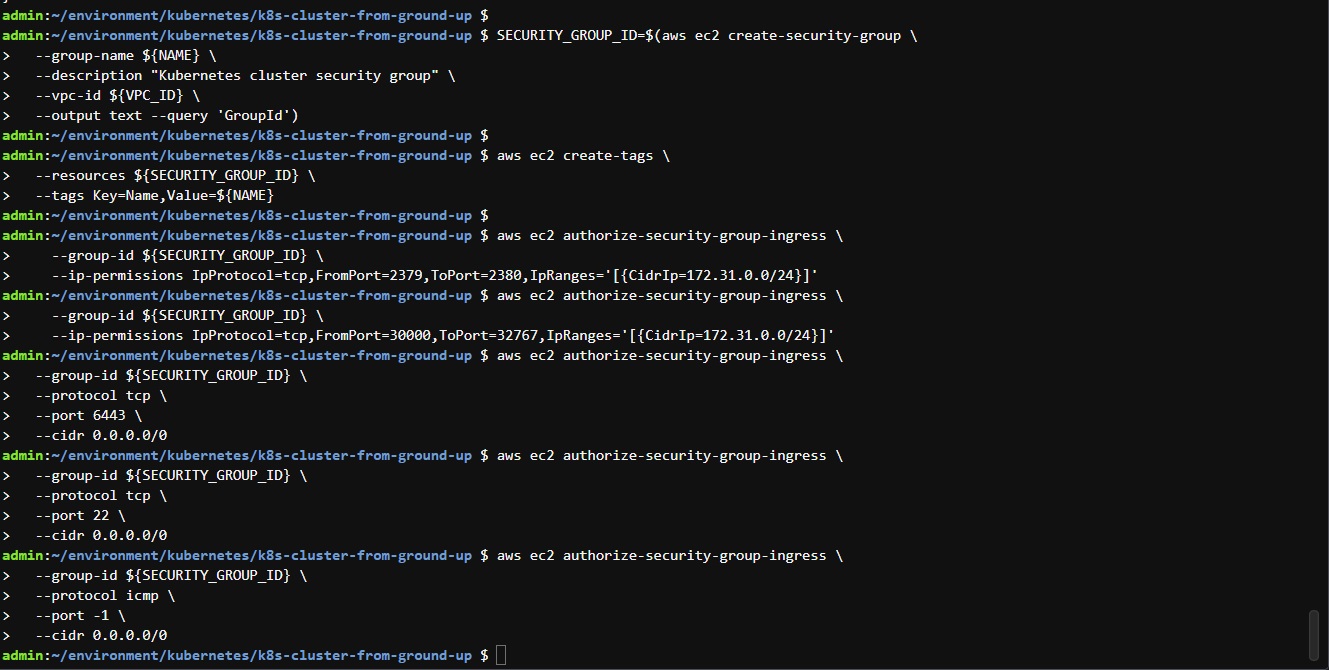 admin:~/environment/kubernetes/k8s-cluster-from-ground-up $
admin:~/environment/kubernetes/k8s-cluster-from-ground-up $ SECURITY_GROUP_ID=$(aws ec2 create-security-group \
>   --group-name ${NAME} \
>   --description "Kubernetes cluster security group" \
>   --vpc-id ${VPC_ID} \
>   --output text --query 'GroupId')
admin:~/environment/kubernetes/k8s-cluster-from-ground-up $
admin:~/environment/kubernetes/k8s-cluster-from-ground-up $ aws ec2 create-tags \
>   --resources ${SECURITY_GROUP_ID} \
>   --tags Key=Name,Value=${NAME}
admin:~/environment/kubernetes/k8s-cluster-from-ground-up $
admin:~/environment/kubernetes/k8s-cluster-from-ground-up $ aws ec2 authorize-security-group-ingress \
>     --group-id ${SECURITY_GROUP_ID} \
>     --ip-permissions IpProtocol=tcp,FromPort=2379,ToPort=2380,IpRanges='[{CidrIp=172.31.0.0/24}]'
admin:~/environment/kubernetes/k8s-cluster-from-ground-up $ aws ec2 authorize-security-group-ingress \
>     --group-id ${SECURITY_GROUP_ID} \
>     --ip-permissions IpProtocol=tcp,FromPort=30000,ToPort=32767,IpRanges='[{CidrIp=172.31.0.0/24}]'
admin:~/environment/kubernetes/k8s-cluster-from-ground-up $ aws ec2 authorize-security-group-ingress \
>   --group-id ${SECURITY_GROUP_ID} \
>   --protocol tcp \
>   --port 6443 \
>   --cidr 0.0.0.0/0
admin:~/environment/kubernetes/k8s-cluster-from-ground-up $ aws ec2 authorize-security-group-ingress \
>   --group-id ${SECURITY_GROUP_ID} \
>   --protocol tcp \
>   --port 22 \
>   --cidr 0.0.0.0/0
admin:~/environment/kubernetes/k8s-cluster-from-ground-up $ aws ec2 authorize-security-group-ingress \
>   --group-id ${SECURITY_GROUP_ID} \
>   --protocol icmp \
>   --port -1 \
>   --cidr 0.0.0.0/0
admin:~/environment/kubernetes/k8s-cluster-from-ground-up $